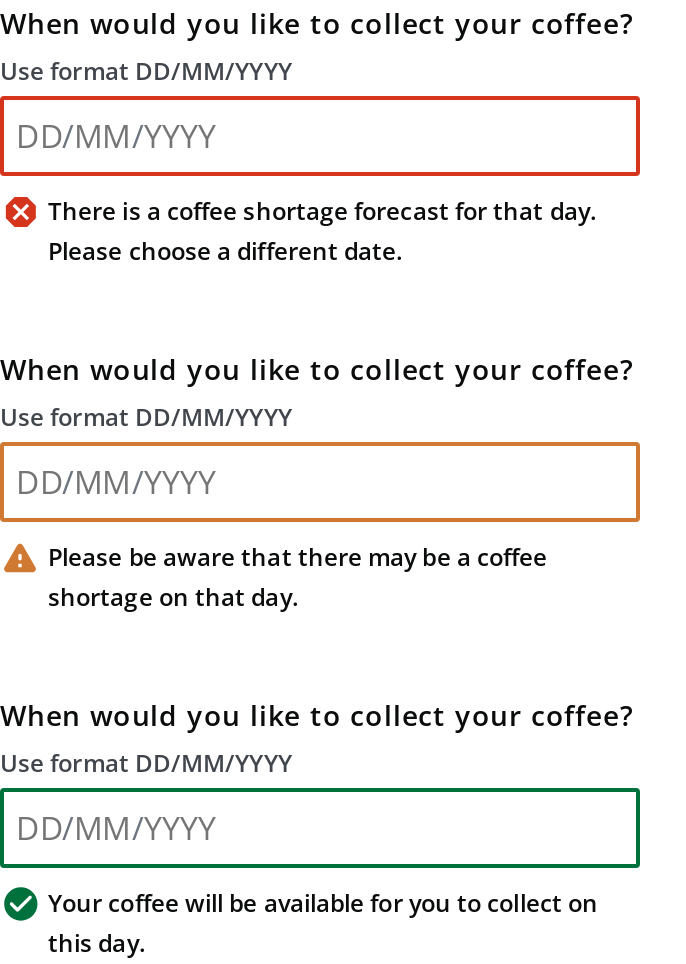 When would you like to collect your coffee?
Use format DD/MM/YYYY
DD/MM/YYYY
There is a coffee shortage forecast for that day.
Please choose a different date.
When would you like to collect your coffee?
Use format DD/MM/YYYY
DD/MM/YYYY
Please be aware that there may be a coffee
shortage on that day.
When would you like to collect your coffee?
Use format DD/MM/YYYY
DD/MM/YYYY
Your coffee will be available for you to collect on
this day.